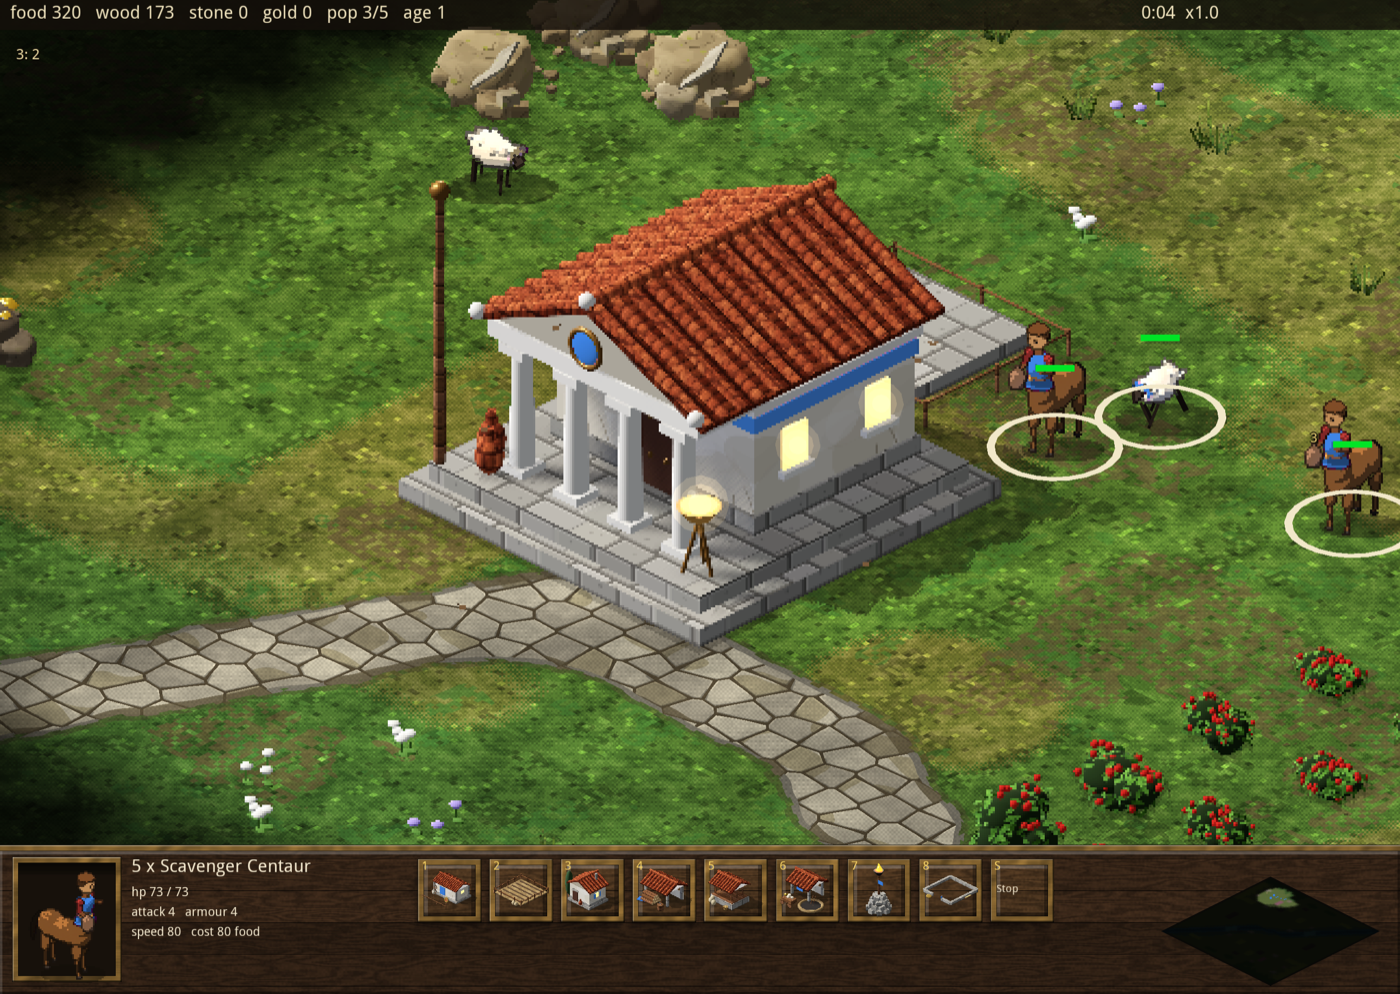 food 320 wood 173 stone 0 gold 0 pop 3/5 age 1 0:04 x1.0
3: 2
3
5 x Scavenger Centaur
hp 73 / 73
attack 4 armour 4
speed 80 cost 80 food
1 2 3 4 5 6 7 8 S
Stop